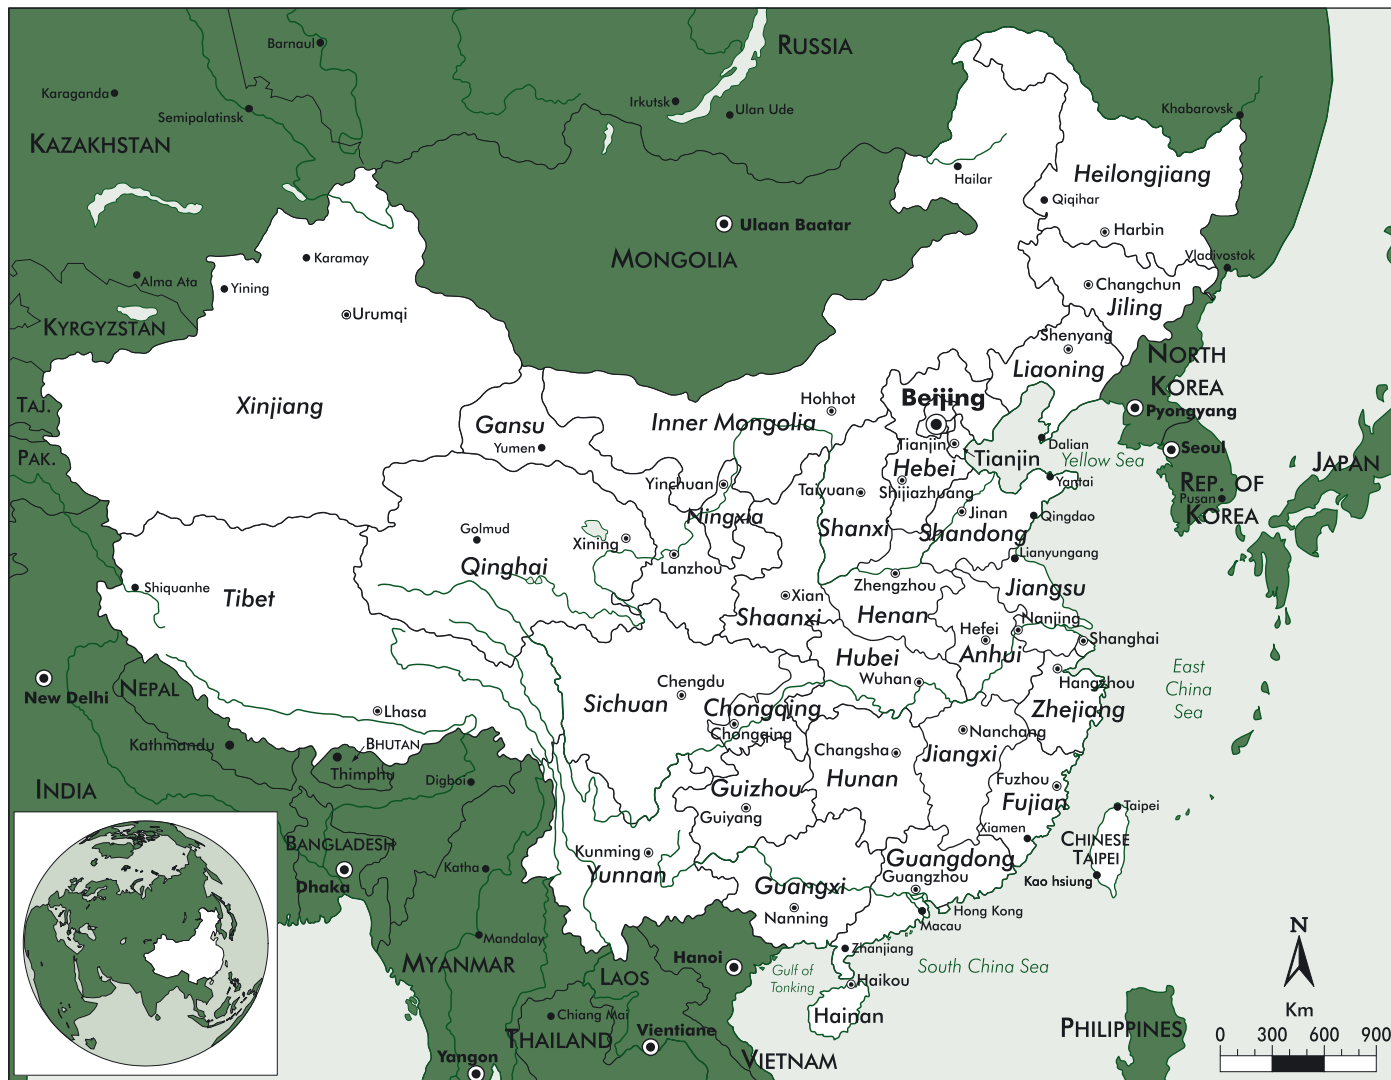 RUSSIA
Barnaul
Karaganda
Semipalatinsk
Irkutsk
Ulan Ude
Khabarovsk
KAZAKHSTAN
Hailar
Heilongjiang
Qiqihar
Ulaan Baatar
Harbin
MONGOLIA
Karamay
Vladivostok
Alma Ata
Yining
Changchun
Jiling
Urumqi
KYRGYZSTAN
Shenyang
NORTH
KOREA
Liaoning
TAJ.
Xinjiang
Hohhot
Beijing
Pyongyang
Gansu
Inner Mongolia
Yumen
Tianjin
Dalian
Seoul
PAK.
Tianjin
Yellow Sea
JAPAN
Hebei
Yinchuan
Taiyuan
Shijiazhuang
Yantai
REP. OF
KOREA
Pusan
Ningxia
Jinan
Qingdao
Golmud
Shanxi
Shandong
Xining
Qinghai
Lanzhou
Lianyungang
Zhengzhou
Shiquanhe
Tibet
Xian
Jiangsu
Shaanxi
Henan
Nanjing
Hefei
Anhui
Shanghai
Hubei
Wuhan
East
China
Sea
New Delhi
NEPAL
Chengdu
Hangzhou
Sichuan
Chongqing
Zhejiang
Lhasa
Chongqing
Nanchang
Kathmandu
BHUTAN
Changsha
Jiangxi
Thimphu
Digboi
Hunan
Fuzhou
INDIA
Guizhou
Fujian
Guiyang
Taipei
Xiamen
CHINESE
TAIPEI
BANGLADESH
Kunming
Yunnan
Guangdong
Katha
Guangzhou
Kao hsiung
Dhaka
Guangxi
Nanning
Hong Kong
Macau
Mandalay
Zhanjiang
MYANMAR
Hanoi
Gulf of
Tonking
South China Sea
LAOS
Haikou
Hainan
Chiang Mai
THAILAND
Vientiane
VIETNAM
Yangon
PHILIPPINES
N
Km
0 300 600 900